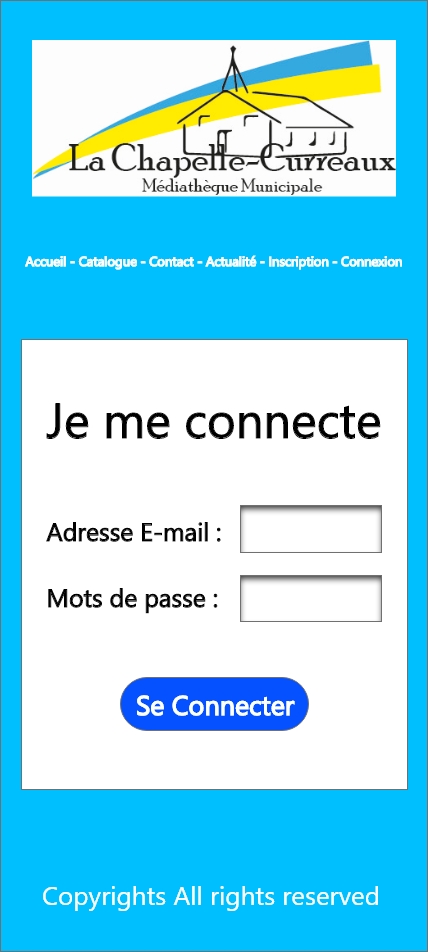 La Chapelle-Curreaux
Médiathèque Municipale
Accueil - Catalogue - Contact - Actualité - Inscription - Connexion
Je me connecte
Adresse E-mail :
Mots de passe :
Se Connecter
Copyrights All rights reserved